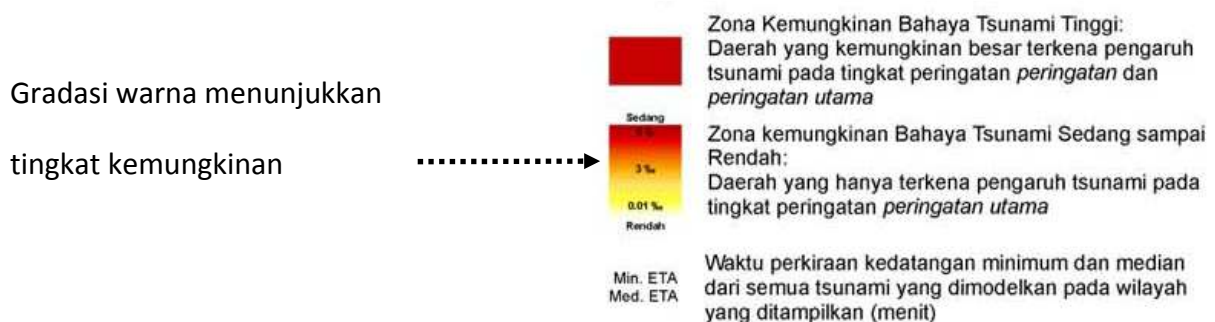 Gradasi warna menunjukkan
tingkat kemungkinan
Zona Kemungkinan Bahaya Tsunami Tinggi:
Daerah yang kemungkinan besar terkena pengaruh
tsunami pada tingkat peringatan peringatan dan
peringatan utama
Sedang
3 ‰
0.01 ‰
Rendah
Zona kemungkinan Bahaya Tsunami Sedang sampai
Rendah:
Daerah yang hanya terkena pengaruh tsunami pada
tingkat peringatan peringatan utama
Min. ETA
Med. ETA
Waktu perkiraan kedatangan minimum dan median
dari semua tsunami yang dimodelkan pada wilayah
yang ditampilkan (menit)